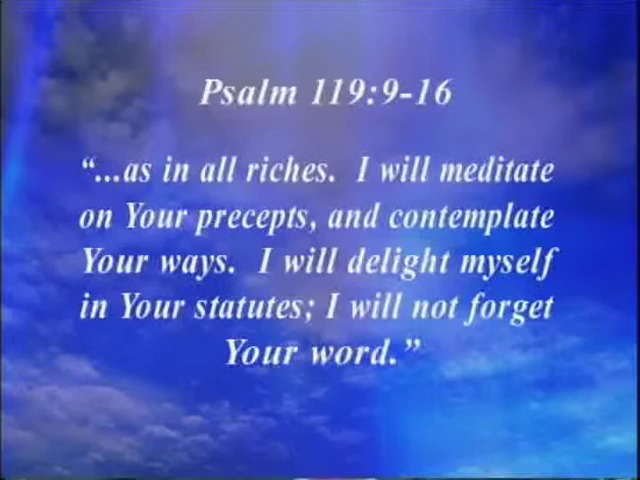 Psalm 119:9-16
“...as in all riches.  I will meditate
on Your precepts, and contemplate
Your ways.  I will delight myself
in Your statutes; I will not forget
Your word.”